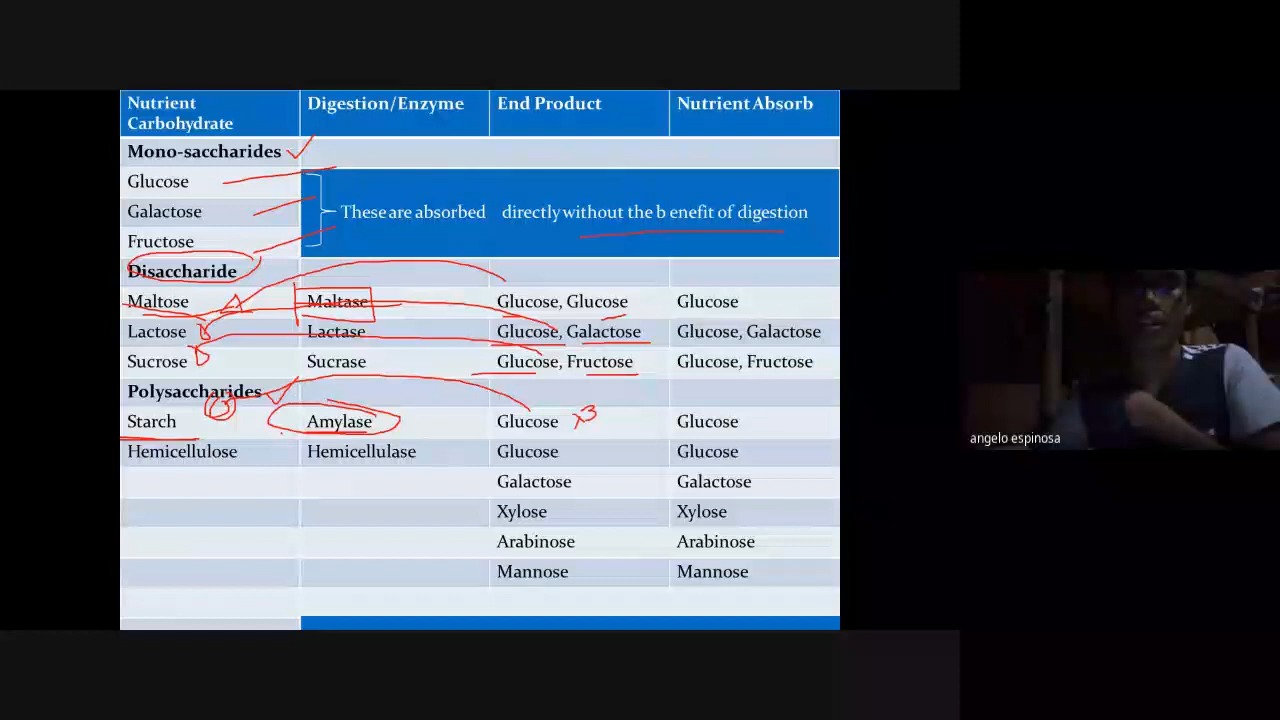 Nutrient Carbohydrate Digestion/Enzyme End Product Nutrient Absorb
Mono-saccharides
Glucose
Galactose These are absorbed directly without the b enefit of digestion
Fructose
Disaccharide
Maltose Maltase Glucose, Glucose Glucose
Lactose Lactase Glucose, Galactose Glucose, Galactose
Sucrose Sucrase Glucose, Fructose Glucose, Fructose
Polysaccharides
Starch Amylase Glucose x3 Glucose
Hemicellulose Hemicellulase Glucose Glucose
Galactose Galactose
Xylose Xylose
Arabinose Arabinose
Mannose Mannose
angelo espinosa